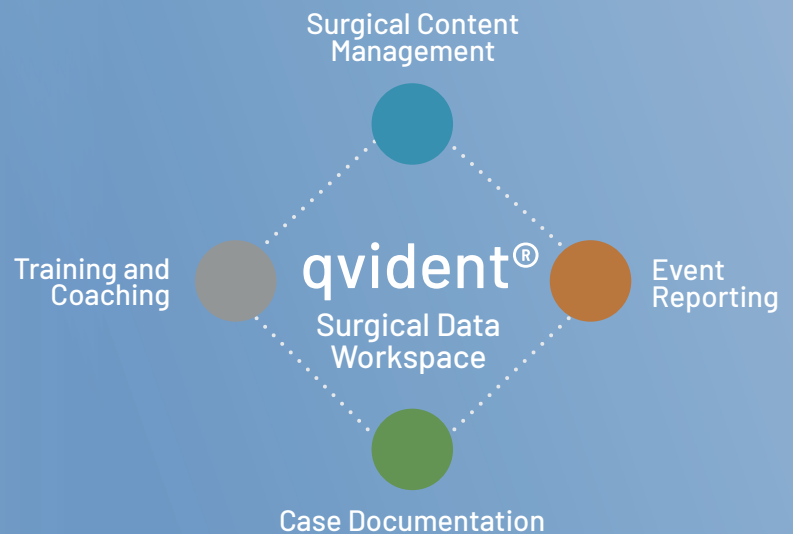 Surgical Content
Management
Training and
Coaching
qvident®
Surgical Data
Workspace
Event
Reporting
Case Documentation